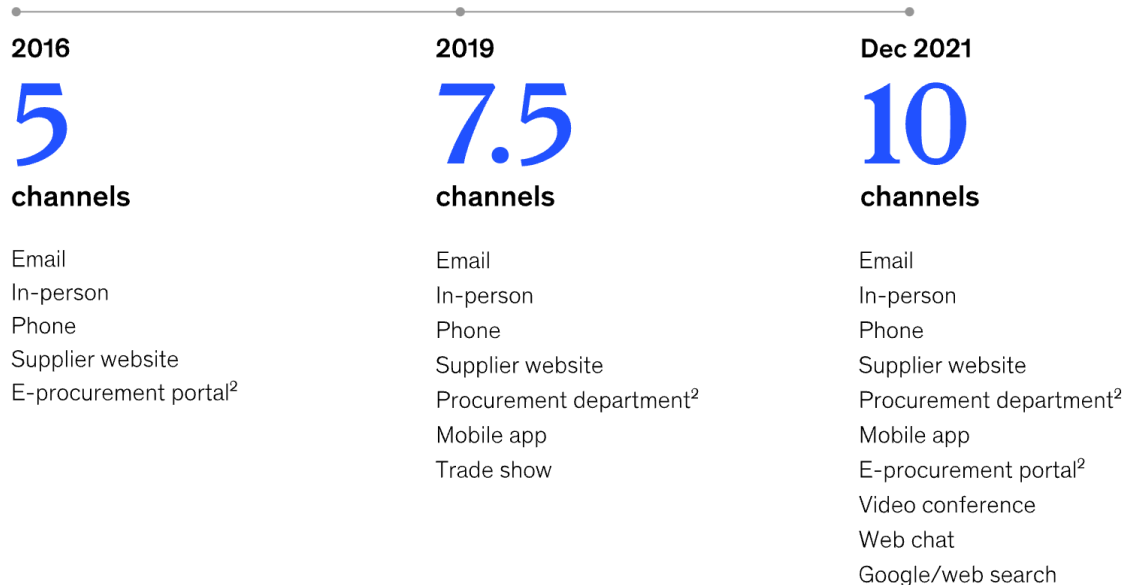 2016
5
channels
Email
In-person
Phone
Supplier website
E-procurement portal²
2019
7.5
channels
Email
In-person
Phone
Supplier website
Procurement department²
Mobile app
Trade show
Dec 2021
10
channels
Email
In-person
Phone
Supplier website
Procurement department²
Mobile app
E-procurement portal²
Video conference
Web chat
Google/web search